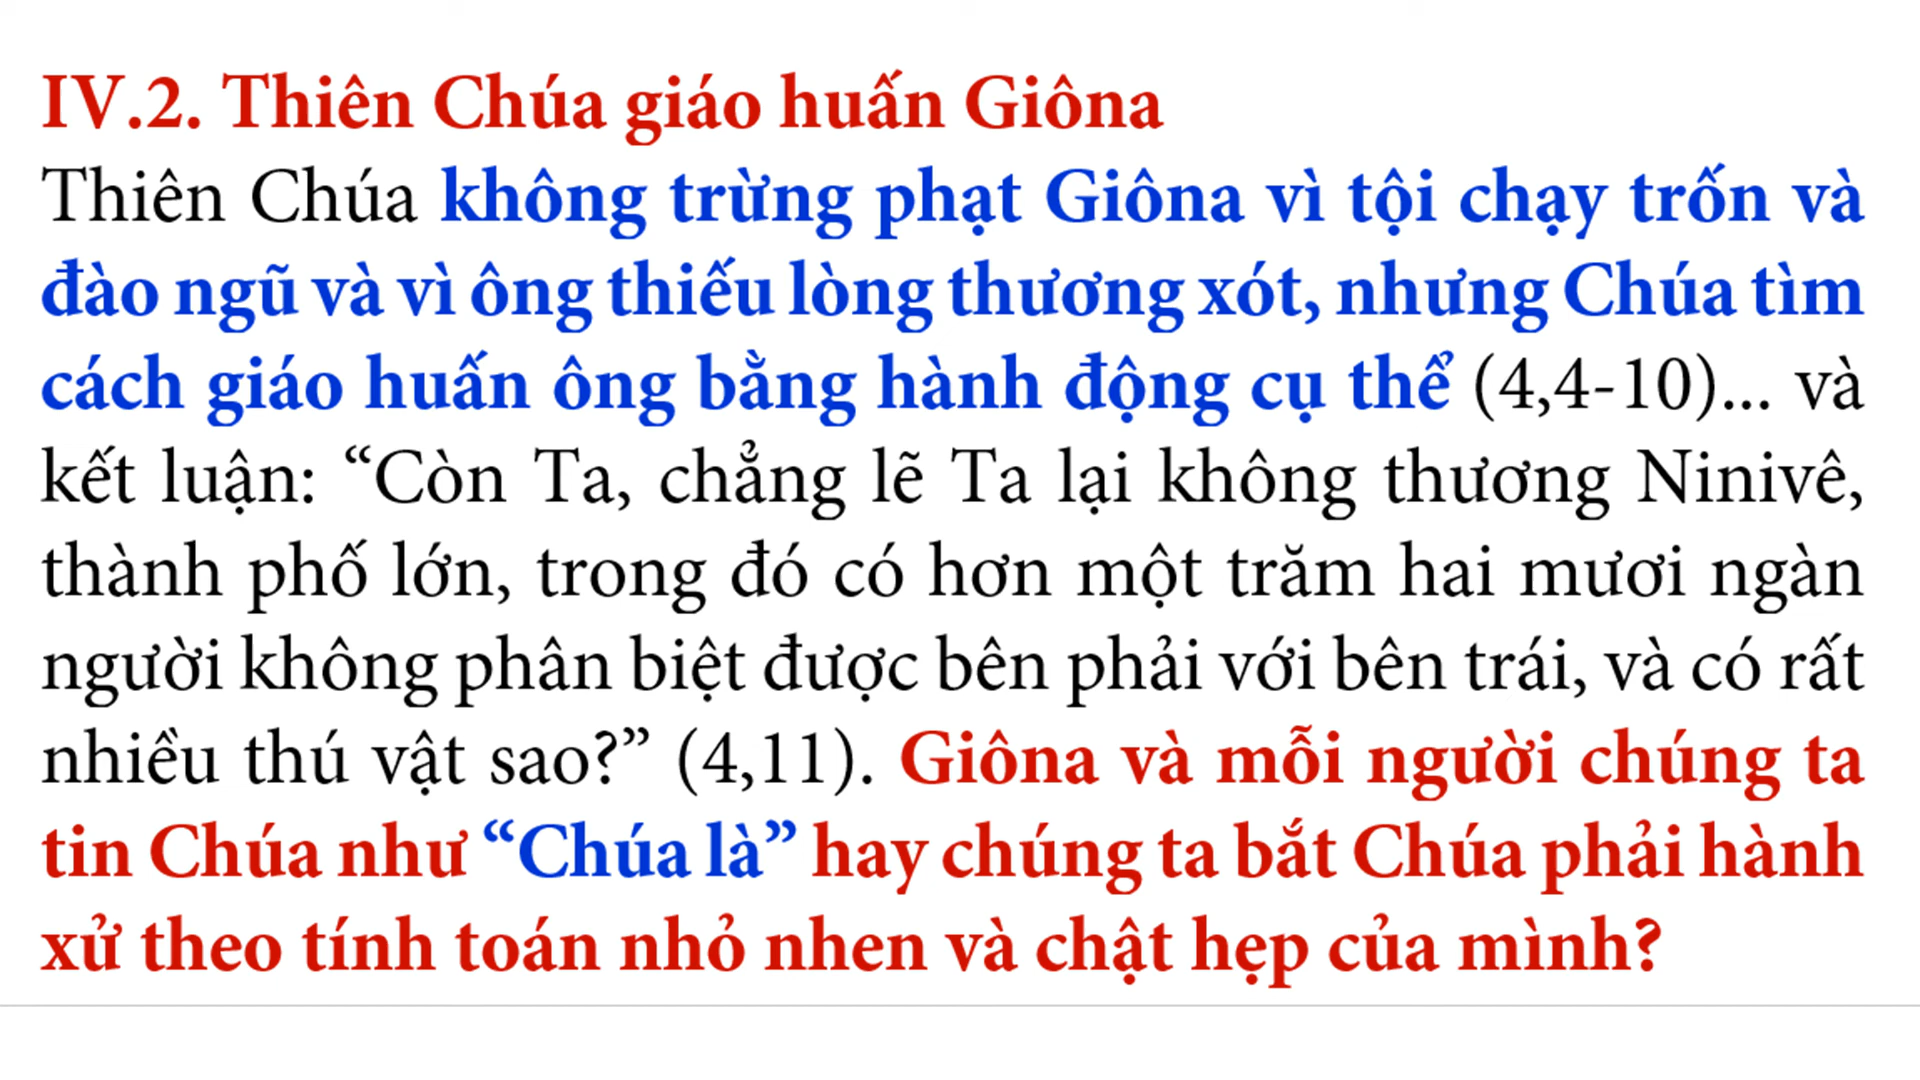 IV.2. Thiên Chúa giáo huấn Giôna
Thiên Chúa không trừng phạt Giôna vì tội chạy trốn và
đào ngũ và vì ông thiếu lòng thương xót, nhưng Chúa tìm
cách giáo huấn ông bằng hành động cụ thể (4,4-10)... và
kết luận: “Còn Ta, chẳng lẽ Ta lại không thương Ninivê,
thành phố lớn, trong đó có hơn một trăm hai mươi ngàn
người không phân biệt được bên phải với bên trái, và có rất
nhiều thú vật sao?” (4,11). Giôna và mỗi người chúng ta
tin Chúa như “Chúa là” hay chúng ta bắt Chúa phải hành
xử theo tính toán nhỏ nhen và chật hẹp của mình?